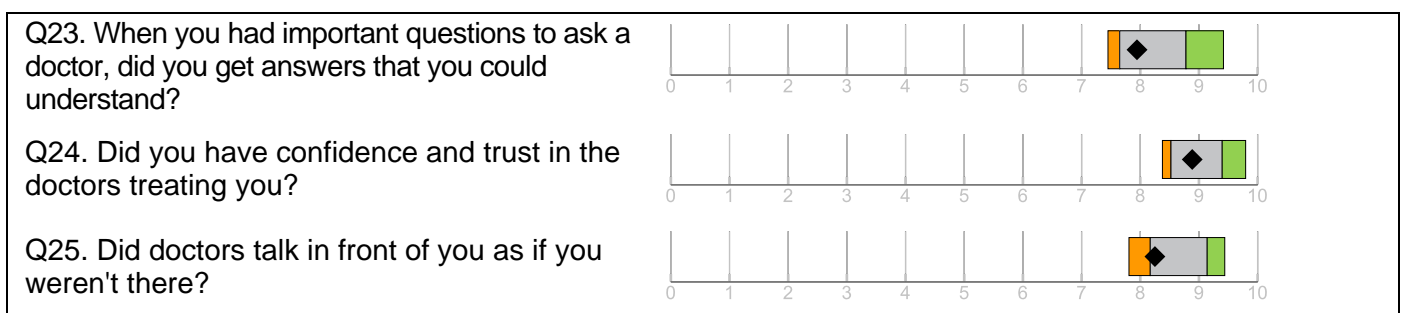 Q23. When you had important questions to ask a
doctor, did you get answers that you could
understand?
0 1 2 3 4 5 6 7 8 9 10
Q24. Did you have confidence and trust in the
doctors treating you?
0 1 2 3 4 5 6 7 8 9 10
Q25. Did doctors talk in front of you as if you
weren't there?
0 1 2 3 4 5 6 7 8 9 10